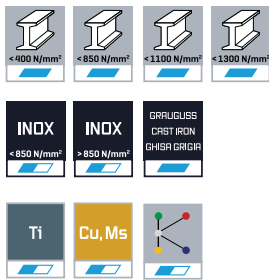 <400 N/mm²
<850 N/mm²
<1100 N/mm²
<1300 N/mm²
INOX
<850 N/mm²
INOX
>850 N/mm²
GRAUGUSS
CAST IRON
GHISA GRIGIA
Ti
Cu, Ms